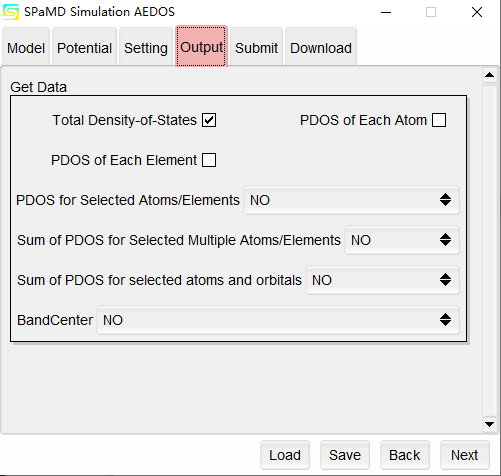 SPaMD Simulation AEDOS
Model Potential Setting Output Submit Download
Get Data
Total Density-of-States PDOS of Each Atom
PDOS of Each Element
PDOS for Selected Atoms/Elements NO
Sum of PDOS for Selected Multiple Atoms/Elements NO
Sum of PDOS for selected atoms and orbitals NO
BandCenter NO
Load Save Back Next